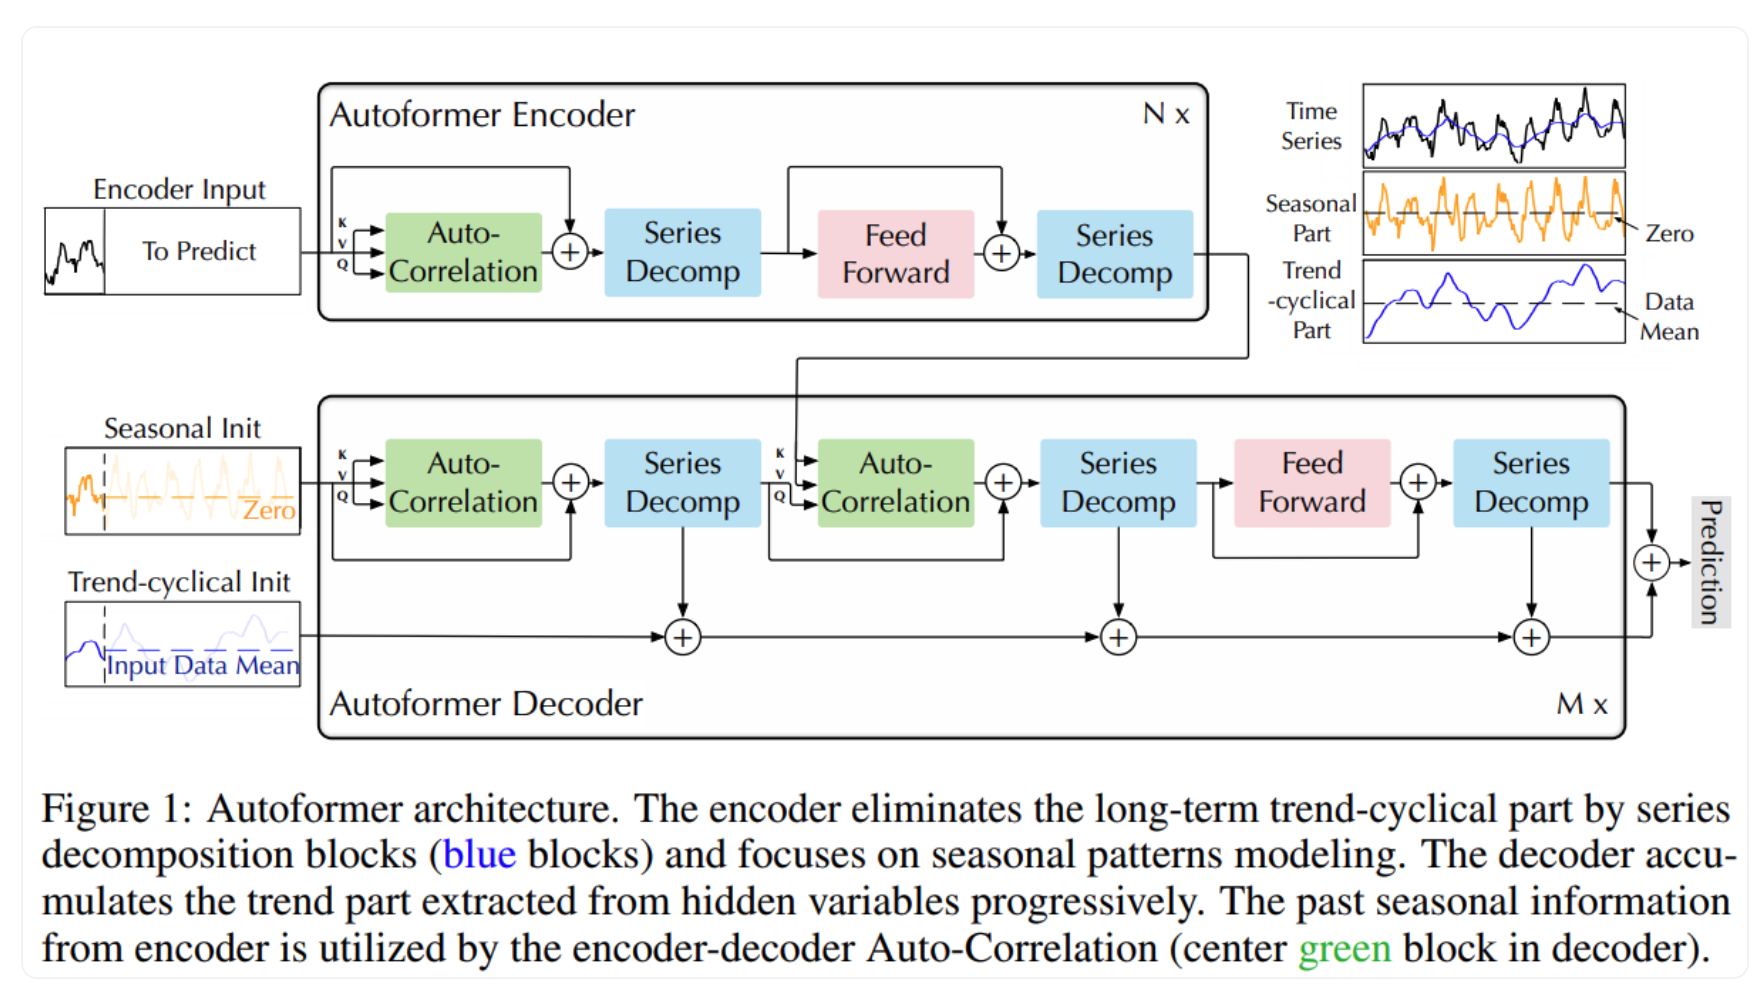 Autoformer Encoder
N x
Encoder Input
To Predict
K
V
Q
Auto-
Correlation
+
Series
Decomp
Feed
Forward
+
Series
Decomp
Time
Series
Seasonal
Part
Zero
Trend
-cyclical
Part
Data
Mean
Seasonal Init
Zero
Trend-cyclical Init
Input Data Mean
K
V
Q
Auto-
Correlation
+
Series
Decomp
K
V
Q
Auto-
Correlation
+
Series
Decomp
Feed
Forward
+
Series
Decomp
+
+
+
+
Prediction
Autoformer Decoder
M x
Figure 1: Autoformer architecture. The encoder eliminates the long-term trend-cyclical part by series
decomposition blocks (blue blocks) and focuses on seasonal patterns modeling. The decoder accu-
mulates the trend part extracted from hidden variables progressively. The past seasonal information
from encoder is utilized by the encoder-decoder Auto-Correlation (center green block in decoder).